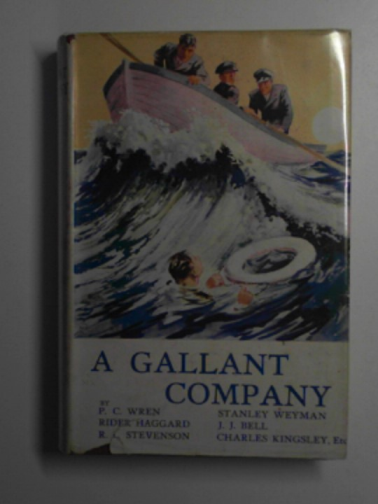 A GALLANT
COMPANY
BY
P. C. WREN
RIDER HAGGARD
R. L. STEVENSON
STANLEY WEYMAN
J. J. BELL
CHARLES KINGSLEY,